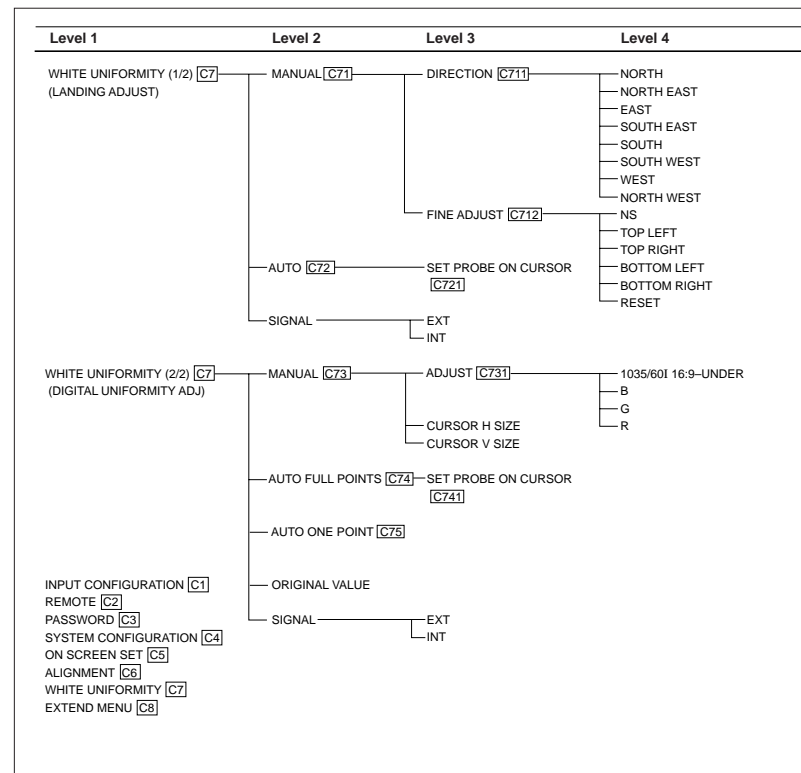 Level 1 Level 2 Level 3 Level 4
WHITE UNIFORMITY (1/2) C7 MANUAL C71 DIRECTION C711 NORTH
(LANDING ADJUST) NORTH EAST
EAST
SOUTH EAST
SOUTH
SOUTH WEST
WEST
NORTH WEST
FINE ADJUST C712 NS
TOP LEFT
TOP RIGHT
AUTO C72 SET PROBE ON CURSOR BOTTOM LEFT
C721 BOTTOM RIGHT
RESET
SIGNAL EXT
INT
WHITE UNIFORMITY (2/2) C7 MANUAL C73 ADJUST C731 1035/60I 16:9–UNDER
(DIGITAL UNIFORMITY ADJ) B
G
CURSOR H SIZE R
CURSOR V SIZE
AUTO FULL POINTS C74 SET PROBE ON CURSOR
C741
AUTO ONE POINT C75
INPUT CONFIGURATION C1 ORIGINAL VALUE
REMOTE C2
PASSWORD C3 SIGNAL EXT
SYSTEM CONFIGURATION C4 INT
ON SCREEN SET C5
ALIGNMENT C6
WHITE UNIFORMITY C7
EXTEND MENU C8